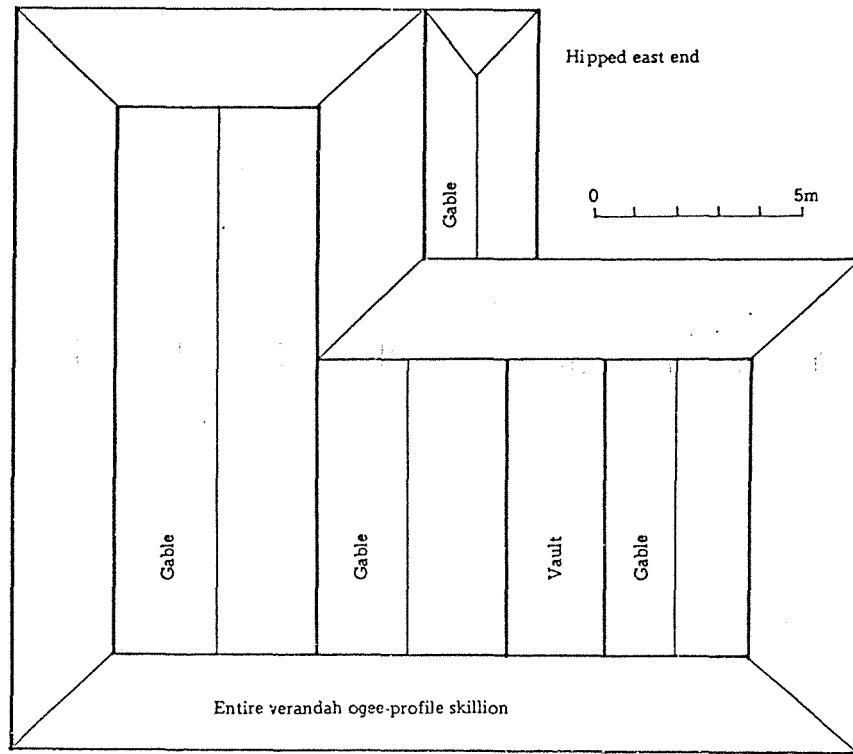 Hipped east end
0 5m
Gable
Gable
Gable
Vault
Gable
Entire verandah ogee-profile skillion